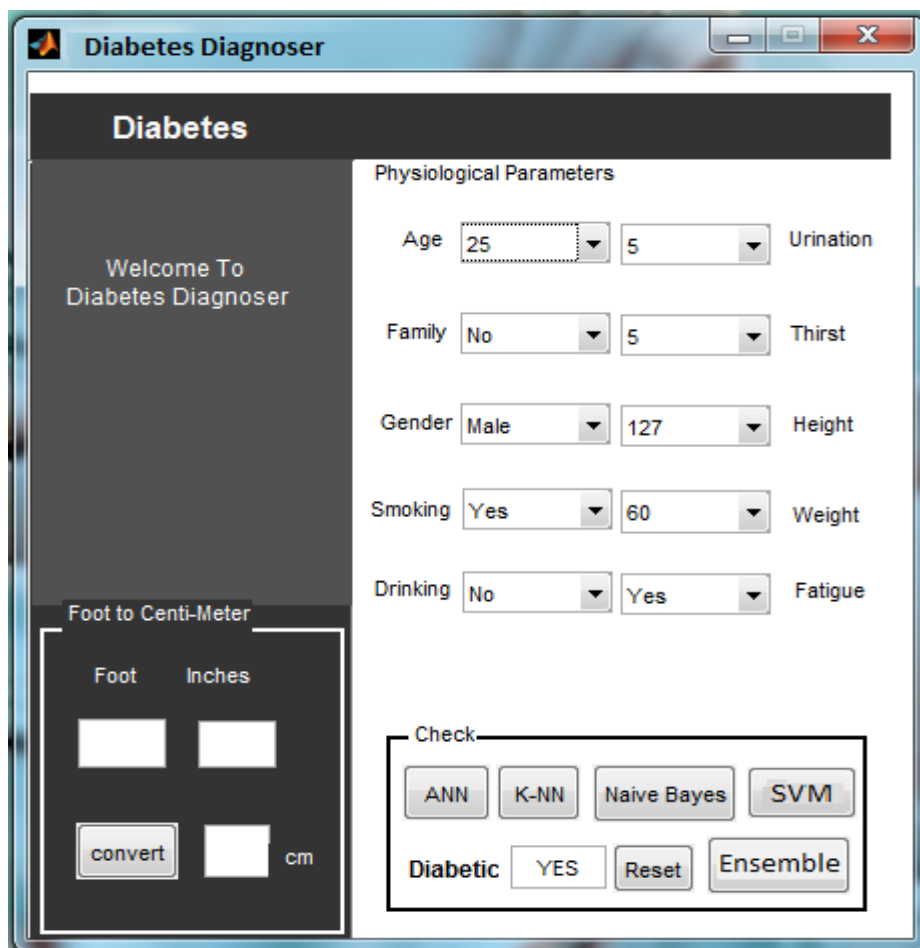 Diabetes Diagnoser
Diabetes
Welcome To
Diabetes Diagnoser
Physiological Parameters
Age 25 5 Urination
Family No 5 Thirst
Gender Male 127 Height
Smoking Yes 60 Weight
Drinking No Yes Fatigue
Foot to Centi-Meter
Foot Inches
convert cm
Check
ANN K-NN Naive Bayes SVM
Diabetic YES Reset Ensemble